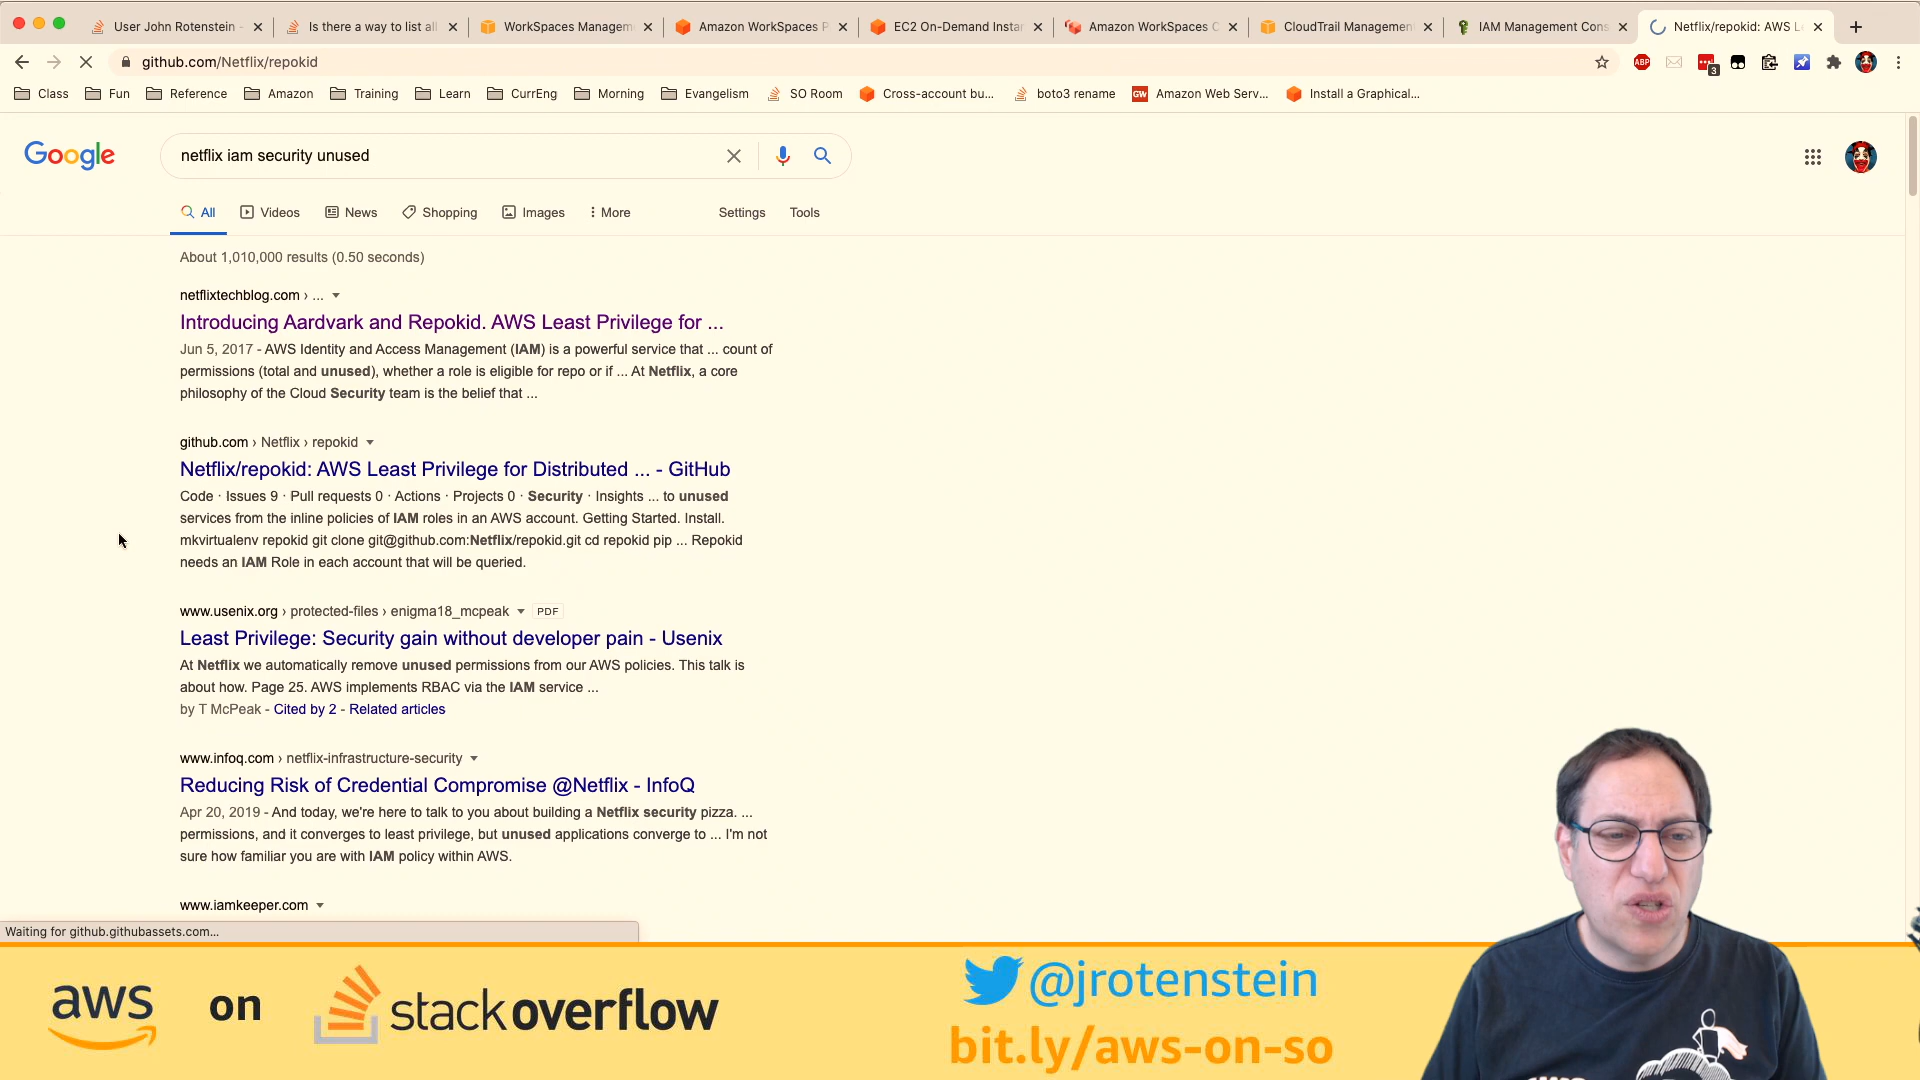 User John Rotenstein -
Is there a way to list all
WorkSpaces Managem
Amazon WorkSpaces P
EC2 On-Demand Instan
Amazon WorkSpaces C
CloudTrail Management
IAM Management Cons
Netflix/repokid: AWS L
github.com/Netflix/repokid
ABP
3
Class
Fun
Reference
Amazon
Training
Learn
CurrEng
Morning
Evangelism
SO Room
Cross-account bu...
boto3 rename
GW
Amazon Web Serv...
Install a Graphical...
Google
netflix iam security unused
All
Videos
News
Shopping
Images
More
Settings
Tools
About 1,010,000 results (0.50 seconds)
netflixtechblog.com › ...
Introducing Aardvark and Repokid. AWS Least Privilege for ...
Jun 5, 2017 - AWS Identity and Access Management (IAM) is a powerful service that ... count of
permissions (total and unused), whether a role is eligible for repo or if ... At Netflix, a core
philosophy of the Cloud Security team is the belief that ...
github.com › Netflix › repokid
Netflix/repokid: AWS Least Privilege for Distributed ... - GitHub
Code · Issues 9 · Pull requests 0 · Actions · Projects 0 · Security · Insights ... to unused
services from the inline policies of IAM roles in an AWS account. Getting Started. Install.
mkvirtualenv repokid git clone git@github.com:Netflix/repokid.git cd repokid pip ... Repokid
needs an IAM Role in each account that will be queried.
www.usenix.org › protected-files › enigma18_mcpeak
PDF
Least Privilege: Security gain without developer pain - Usenix
At Netflix we automatically remove unused permissions from our AWS policies. This talk is
about how. Page 25. AWS implements RBAC via the IAM service ...
by T McPeak - Cited by 2 - Related articles
www.infoq.com › netflix-infrastructure-security
Reducing Risk of Credential Compromise @Netflix - InfoQ
Apr 20, 2019 - And today, we're here to talk to you about building a Netflix security pizza. ...
permissions, and it converges to least privilege, but unused applications converge to ... I'm not
sure how familiar you are with IAM policy within AWS.
www.iamkeeper.com
Waiting for github.githubassets.com...
aws on stackoverflow
@jrotenstein
bit.ly/aws-on-so